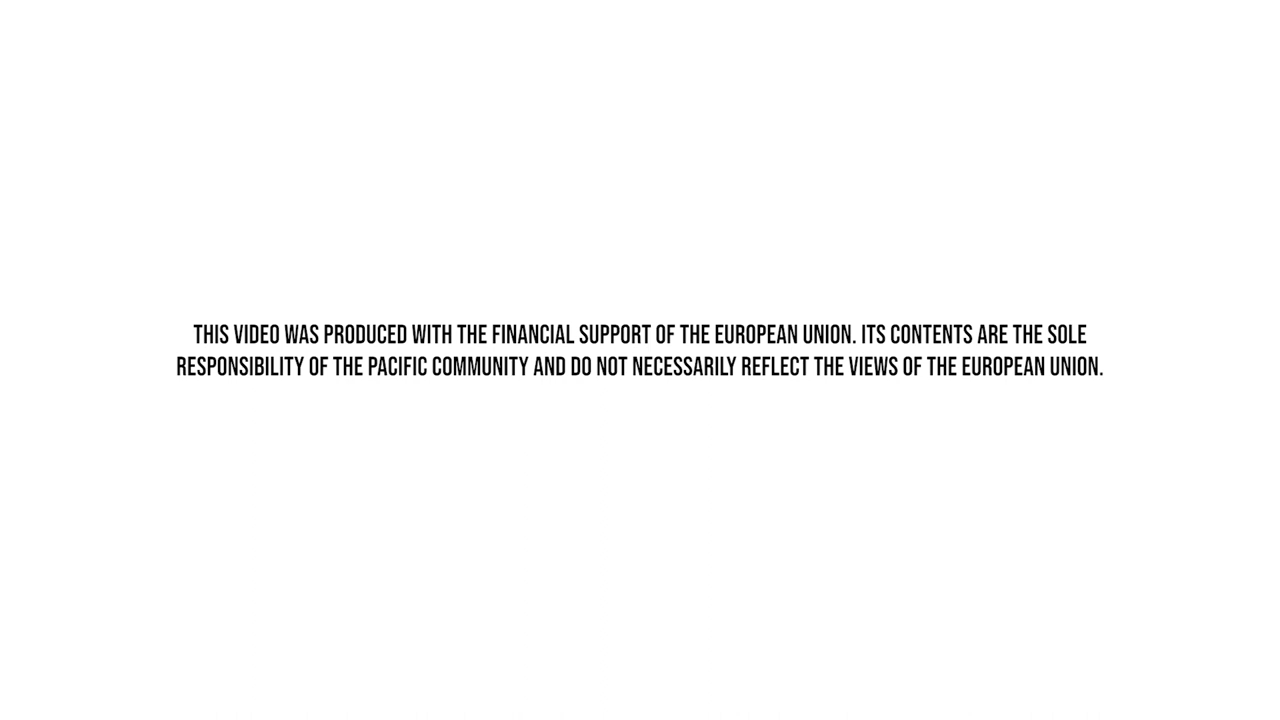 THIS VIDEO WAS PRODUCED WITH THE FINANCIAL SUPPORT OF THE EUROPEAN UNION. ITS CONTENTS ARE THE SOLE
RESPONSIBILITY OF THE PACIFIC COMMUNITY AND DO NOT NECESSARILY REFLECT THE VIEWS OF THE EUROPEAN UNION.